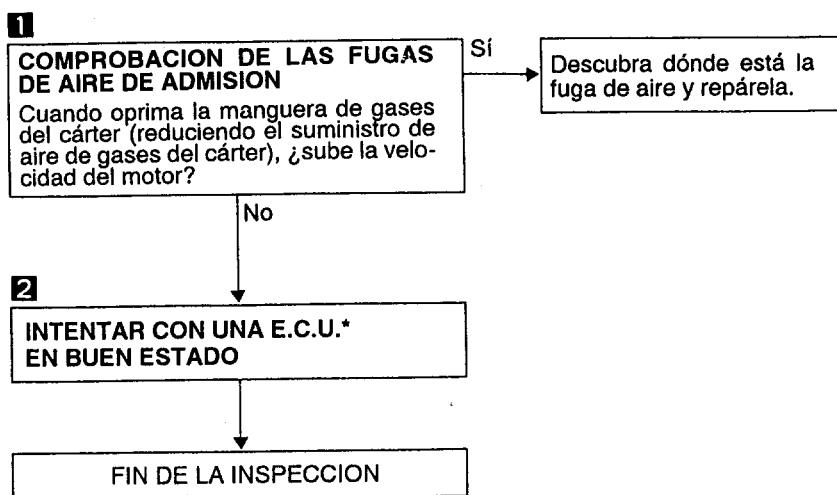 1
COMPROBACION DE LAS FUGAS
DE AIRE DE ADMISION
Cuando oprima la manguera de gases
del cárter (reduciendo el suministro de
aire de gases del cárter), ¿sube la velo-
cidad del motor?
Sí
Descubra dónde está la
fuga de aire y repárela.
No
2
INTENTAR CON UNA E.C.U.*
EN BUEN ESTADO
FIN DE LA INSPECCION